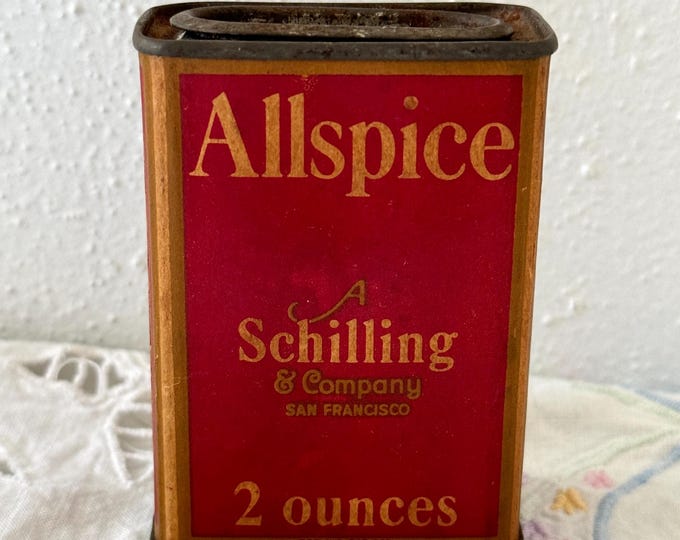 Allspice
A
Schilling
& Company
SAN FRANCISCO
2 ounces